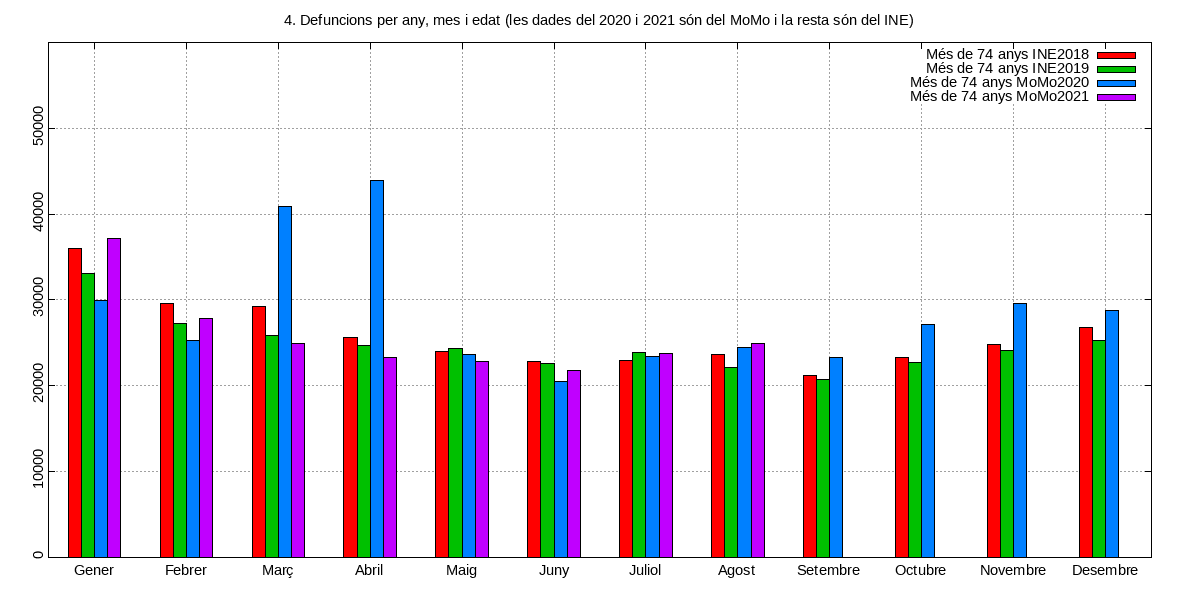 4. Defuncions per any, mes i edat (les dades del 2020 i 2021 són del MoMo i la resta són del INE)
Més de 74 anys INE2018
Més de 74 anys INE2019
Més de 74 anys MoMo2020
Més de 74 anys MoMo2021
50000
40000
30000
20000
10000
0
Gener Febrer Març Abril Maig Juny Juliol Agost Setembre Octubre Novembre Desembre